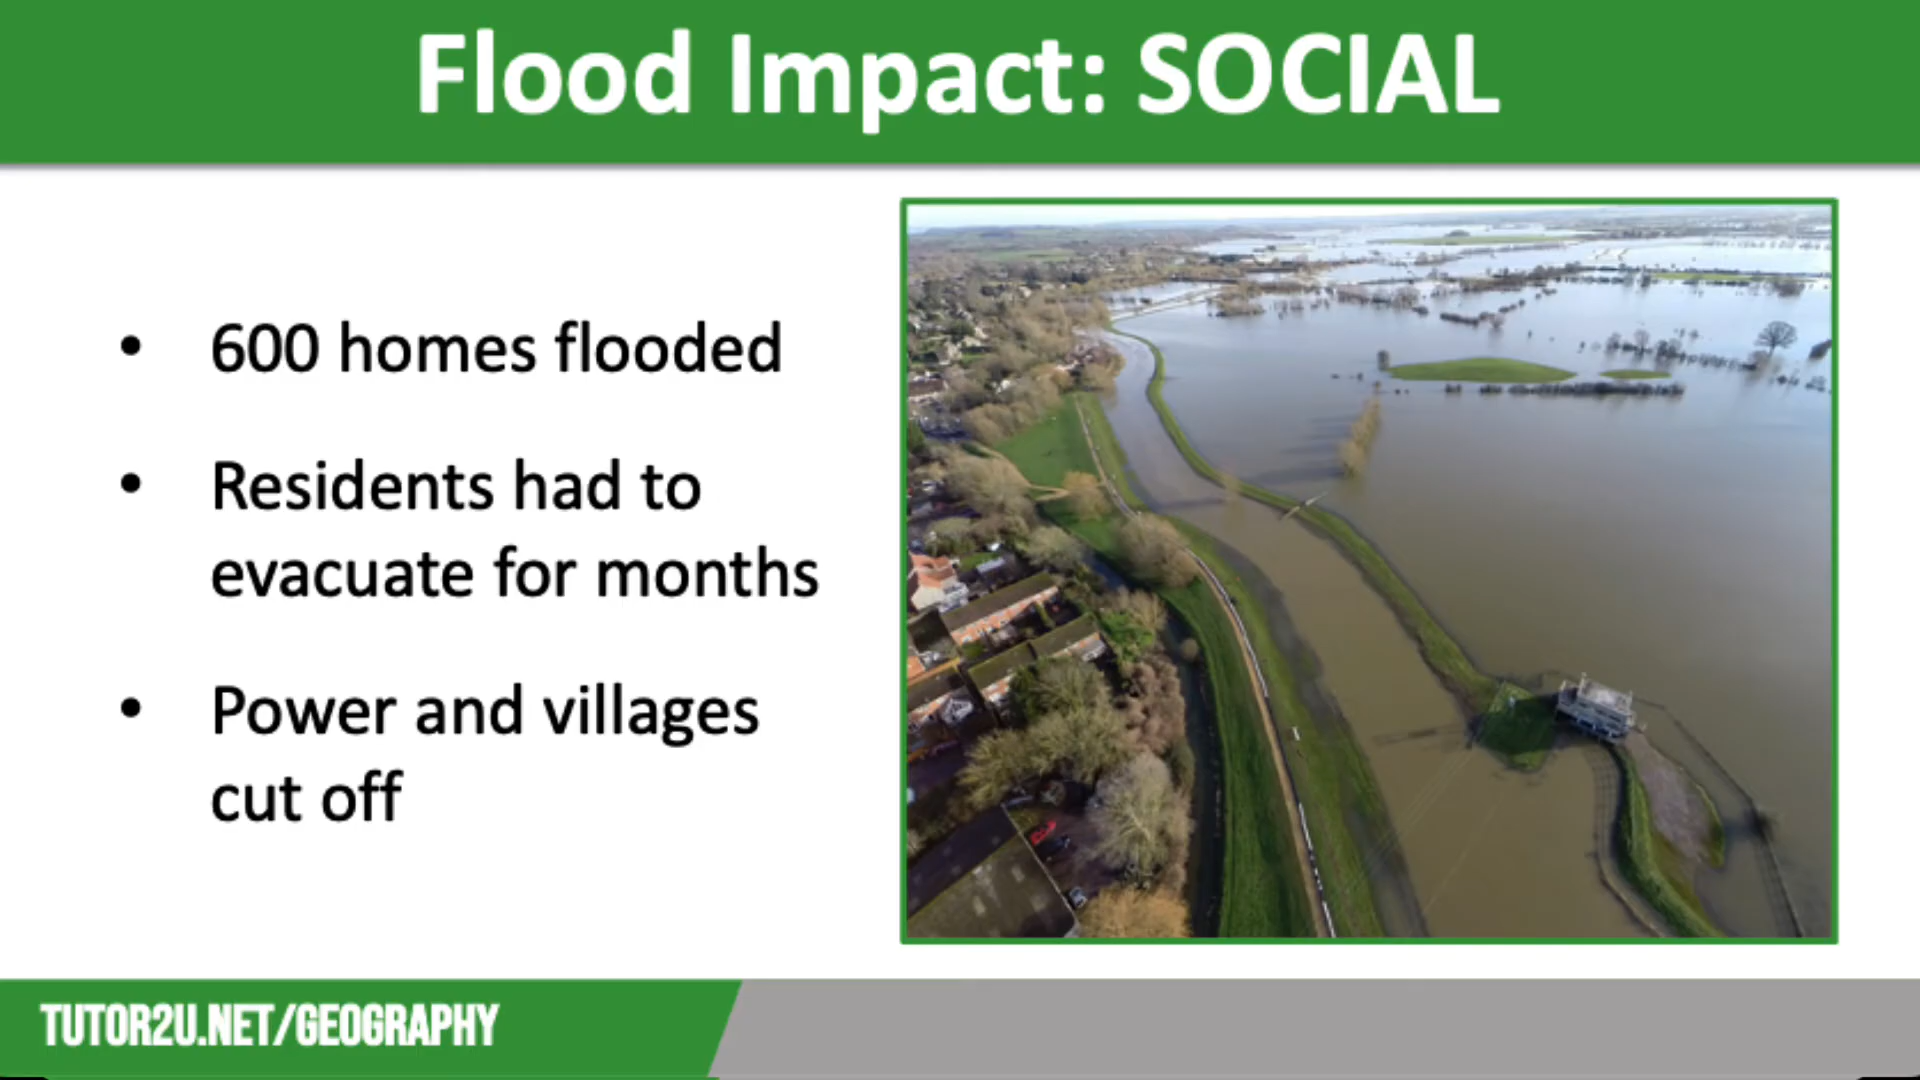 Flood Impact: SOCIAL
• 600 homes flooded
• Residents had to
evacuate for months
• Power and villages
cut off
TUTOR2U.NET/GEOGRAPHY